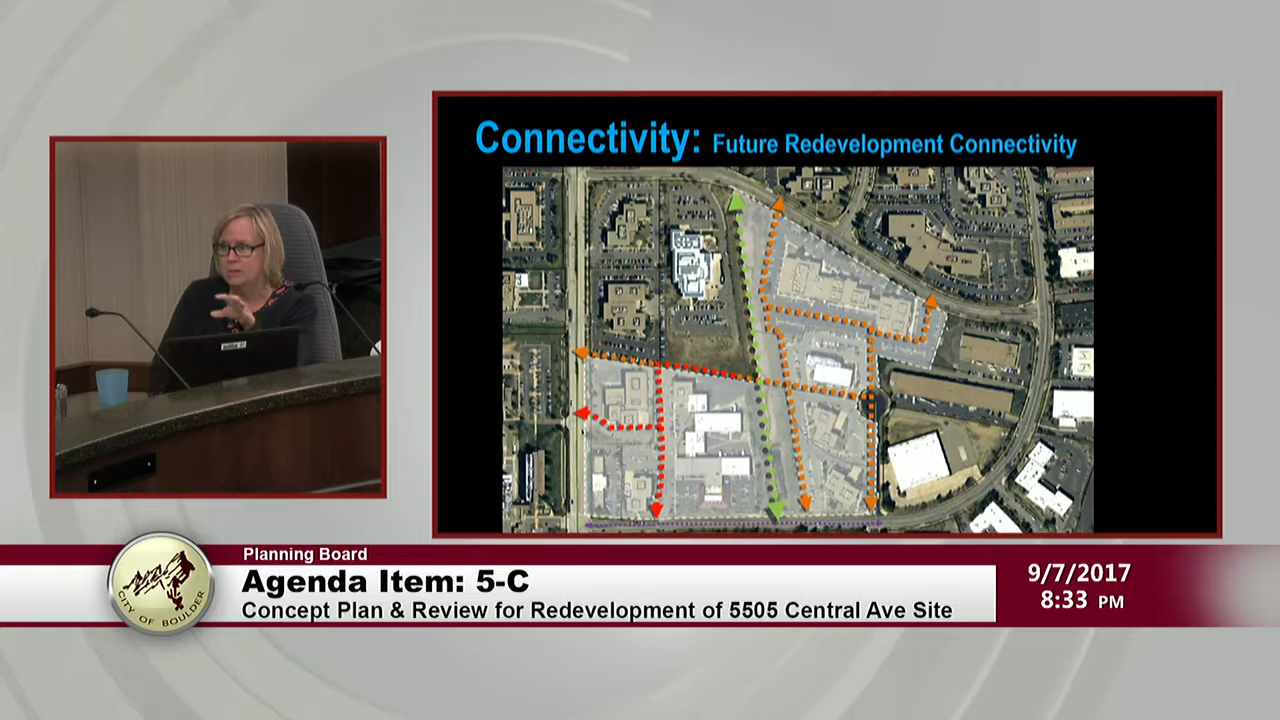 Connectivity: Future Redevelopment Connectivity
CITY OF BOULDER
Planning Board
Agenda Item: 5-C
Concept Plan & Review for Redevelopment of 5505 Central Ave Site
9/7/2017
8:33 PM